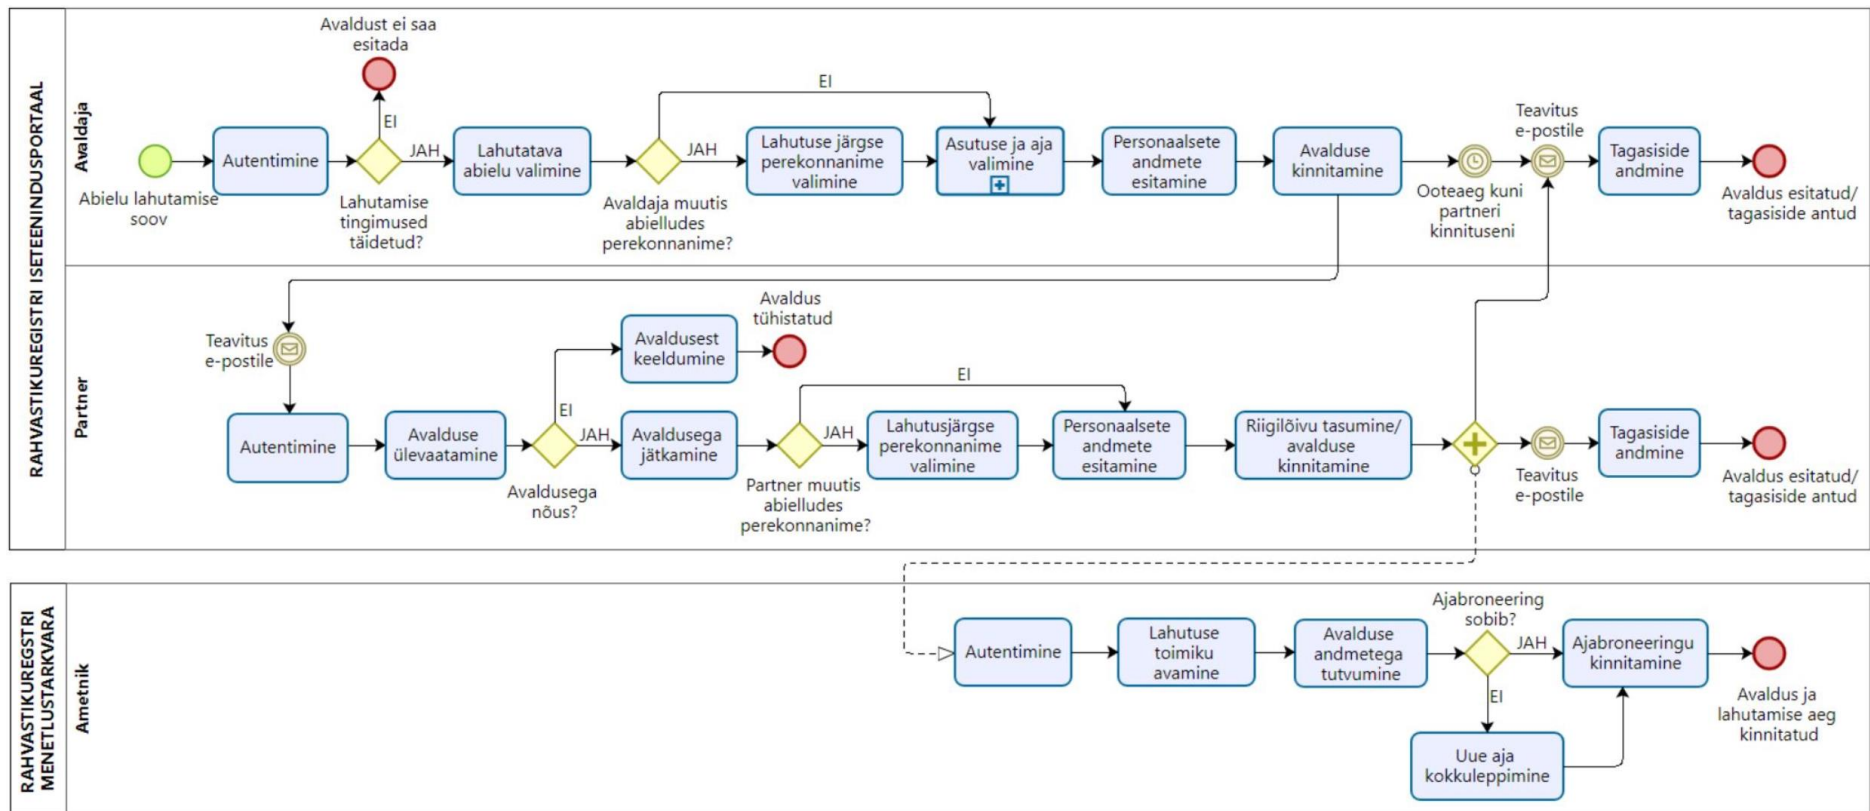 RAHVASTIKUREGISTRI ISETEENINDUSPORTAAL
Avaldaja
Abielu lahutamise
soov
Autentimine
Avaldust ei saa
esitada
EI
JAH
Lahutamise
tingimused
täidetud?
Lahutatava
abielu valimine
EI
JAH
Avaldaja muutis
abielludes
perekonnanime?
Lahutuse järgse
perekonnanime
valimine
Asutuse ja aja
valimine
Personaalsete
andmete
esitamine
Avalduse
kinnitamine
Ooteaeg kuni
partneri
kinnituseni
Teavitus
e-postile
Tagasiside
andmine
Avaldus esitatud/
tagasiside antud
Partner
Teavitus
e-postile
Autentimine
Avalduse
ülevaatamine
EI
JAH
Avaldusega
nõus?
Avaldusest
keeldumine
Avaldus
tühistatud
Avaldusega
jätkamine
EI
JAH
Partner muutis
abielludes
perekonnanime?
Lahutusjärgse
perekonnanime
valimine
Personaalsete
andmete
esitamine
Riigilõivu tasumine/
avalduse
kinnitamine
Teavitus
e-postile
Tagasiside
andmine
Avaldus esitatud/
tagasiside antud
RAHVASTIKUREGSTRI
MENETLUSTARKVARA
Ametnik
Autentimine
Lahutuse
toimiku
avamine
Avalduse
andmetega
tutvumine
Ajabroneering
sobib?
JAH
EI
Ajabroneeringu
kinnitamine
Uue aja
kokkuleppimine
Avaldus ja
lahutamise aeg
kinnitatud